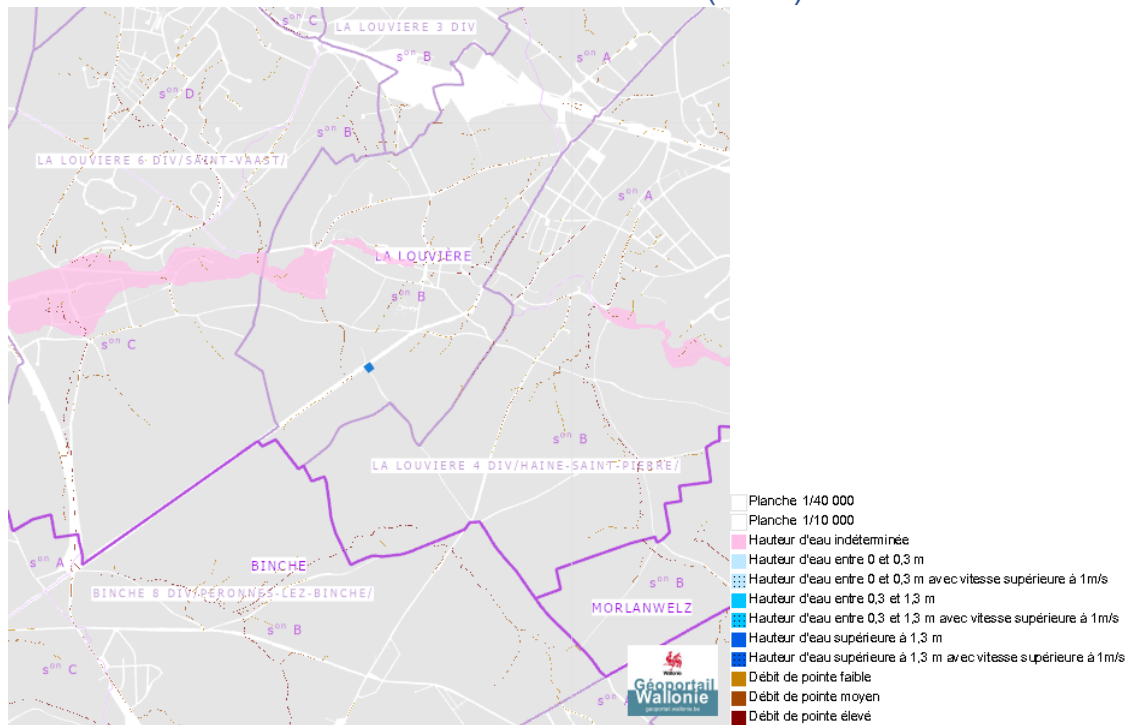 LA LOUVIERE 3 DIV
sᵒⁿ C
sᵒⁿ B
sᵒⁿ A
sᵒⁿ D
sᵒⁿ B
LA LOUVIERE 6 DIV/SAINT-VAAST/
sᵒⁿ A
LA LOUVIÈRE
sᵒⁿ B
sᵒⁿ C
sᵒⁿ B
LA LOUVIERE 4 DIV/HAINE-SAINT-PIERRE/
sᵒⁿ A
BINCHE
BINCHE 8 DIV/PERONNES-LEZ-BINCHE/
sᵒⁿ B
MORLANWELZ
sᵒⁿ B
sᵒⁿ C
Wallonie
Géoportail
Wallonie
geoportail.wallonie.be
Planche 1/40 000
Planche 1/10 000
Hauteur d'eau indéterminée
Hauteur d'eau entre 0 et 0,3 m
Hauteur d'eau entre 0 et 0,3 m avec vitesse supérieure à 1m/s
Hauteur d'eau entre 0,3 et 1,3 m
Hauteur d'eau entre 0,3 et 1,3 m avec vitesse supérieure à 1m/s
Hauteur d'eau supérieure à 1,3 m
Hauteur d'eau supérieure à 1,3 m avec vitesse supérieure à 1m/s
Débit de pointe faible
Débit de pointe moyen
Débit de pointe élevé